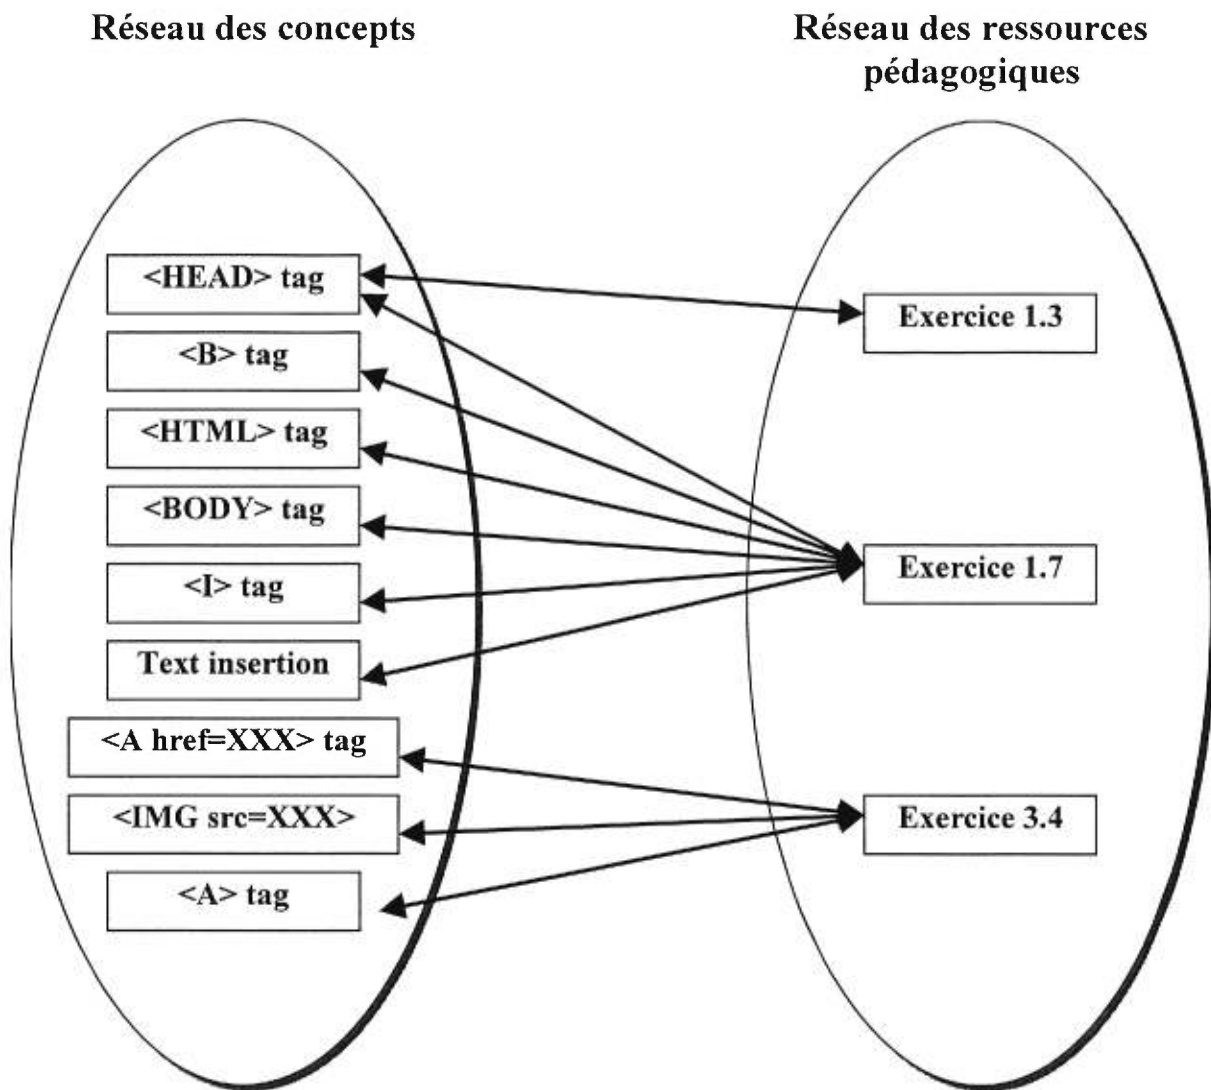 Réseau des concepts
Réseau des ressources
pédagogiques
<HEAD> tag
<B> tag
<HTML> tag
<BODY> tag
<I> tag
Text insertion
<A href=XXX> tag
<IMG src=XXX>
<A> tag
Exercice 1.3
Exercice 1.7
Exercice 3.4